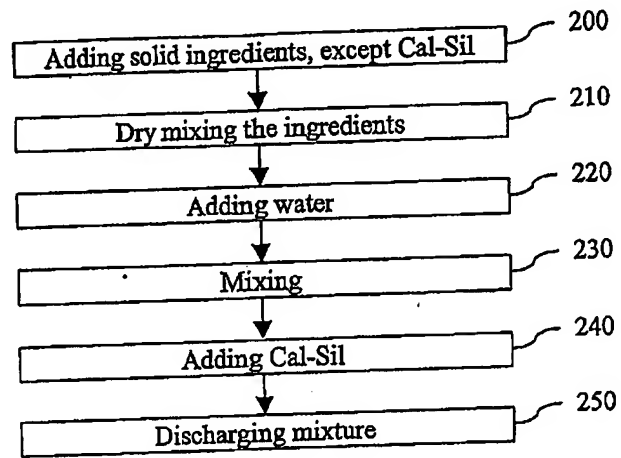 200
Adding solid ingredients, except Cal-Sil
210
Dry mixing the ingredients
220
Adding water
230
Mixing
240
Adding Cal-Sil
250
Discharging mixture